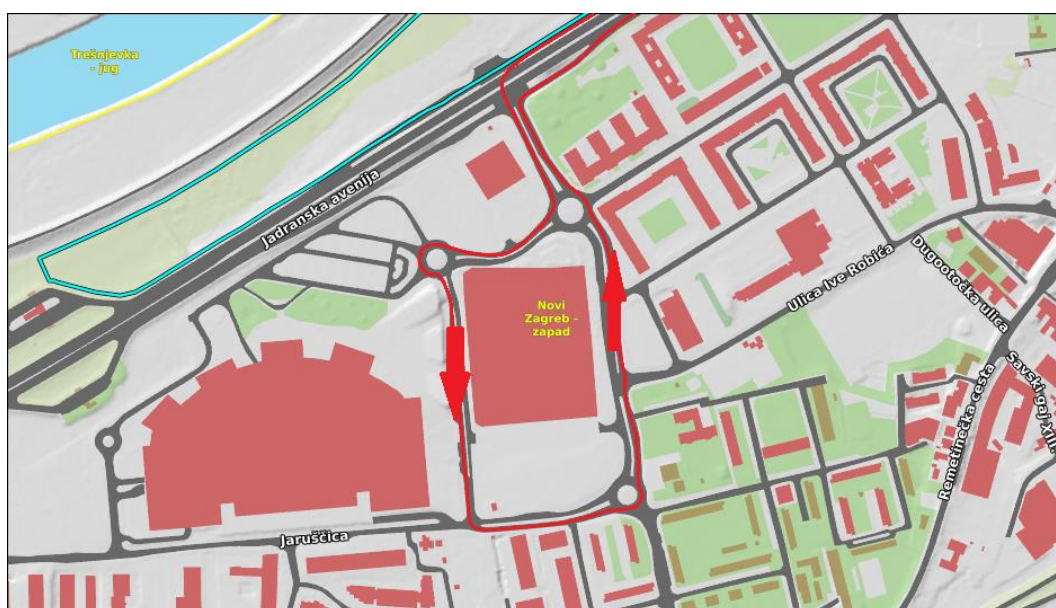 Trešnjevka
- jug
Jadranska avenija
Novi
Zagreb -
zapad
Ulica Ive Robića
Dugootočka ulica
Savski gaj XIII.
Remetinečka cesta
Jaruščica